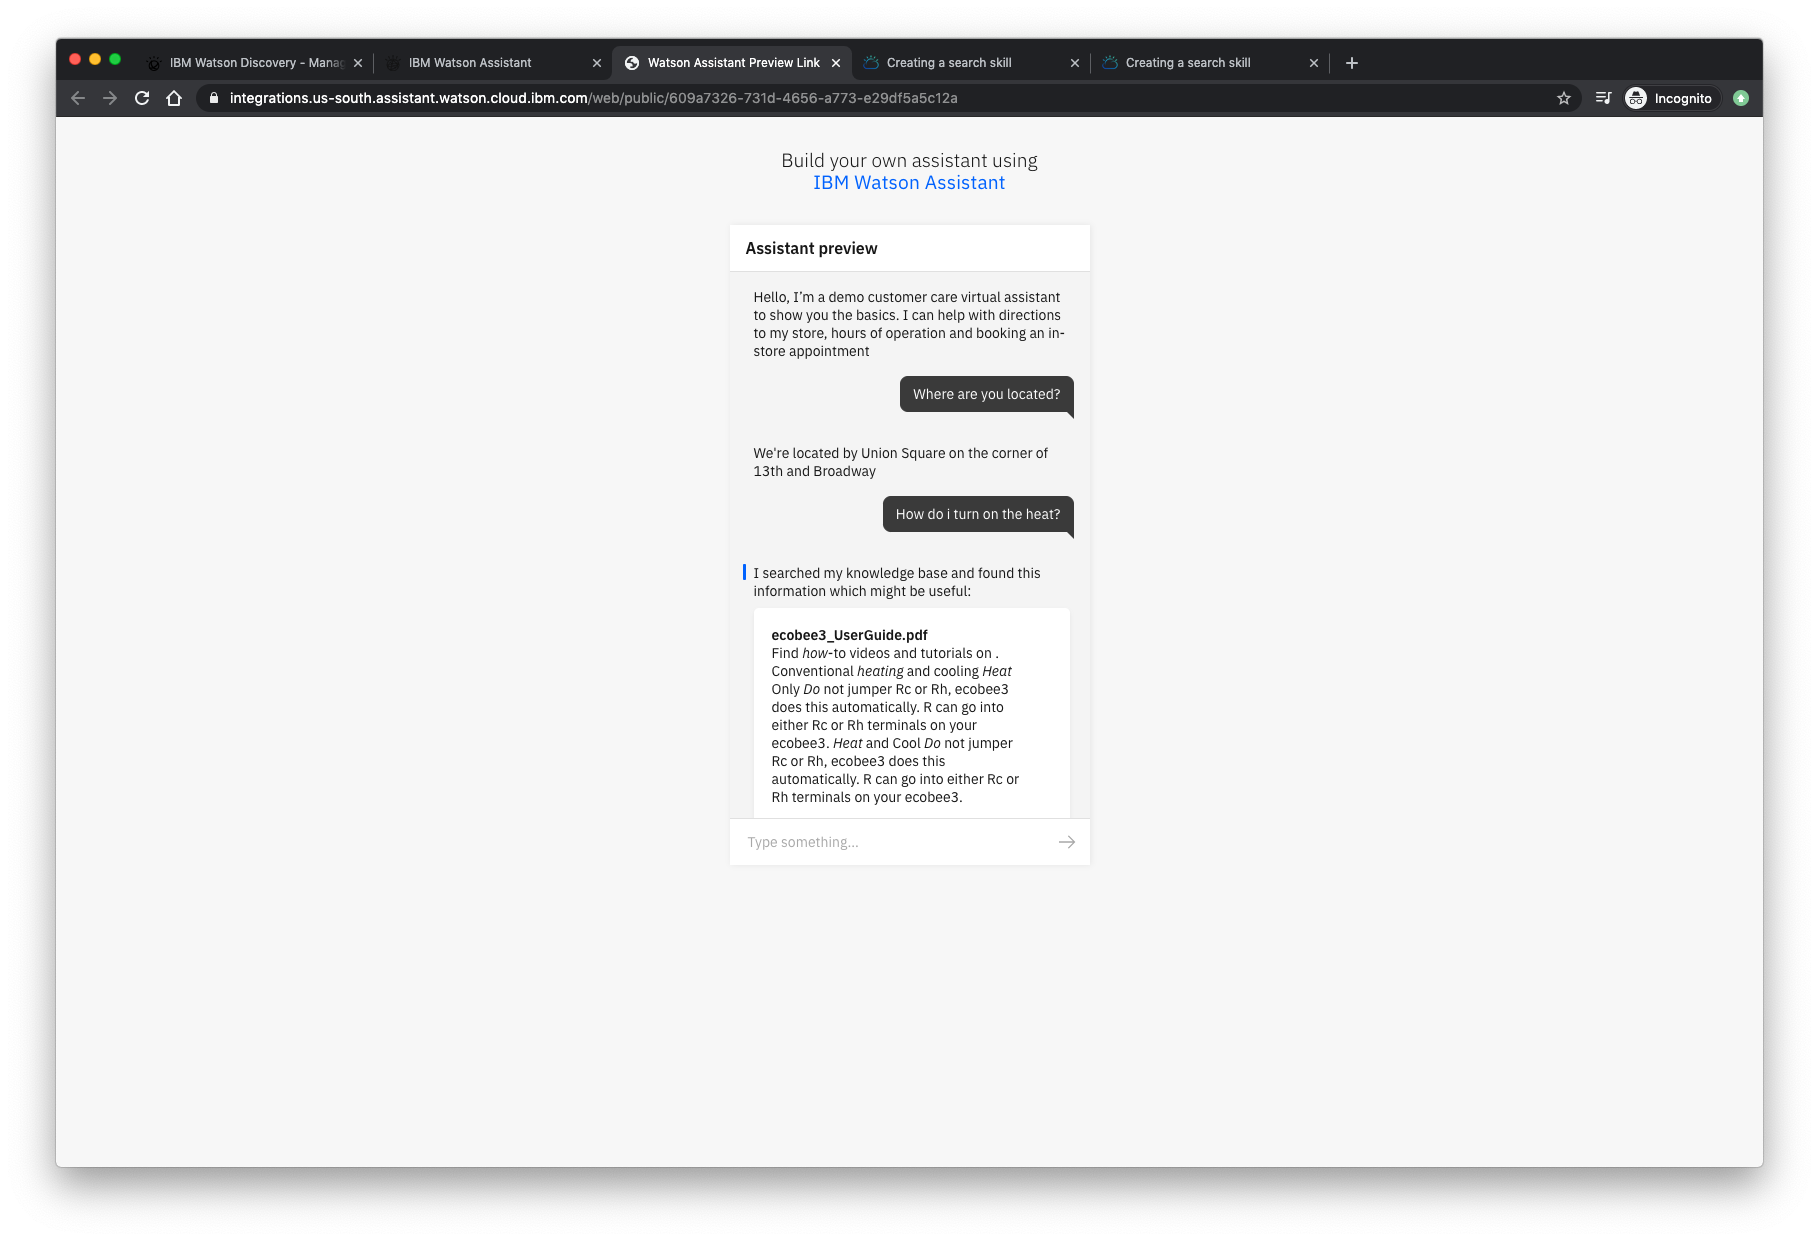 IBM Watson Discovery - Manag
IBM Watson Assistant
Watson Assistant Preview Link
Creating a search skill
Creating a search skill
integrations.us-south.assistant.watson.cloud.ibm.com/web/public/609a7326-731d-4656-a773-e29df5a5c12a
Incognito
Build your own assistant using
IBM Watson Assistant
Assistant preview
Hello, I'm a demo customer care virtual assistant
to show you the basics. I can help with directions
to my store, hours of operation and booking an in-
store appointment
Where are you located?
We're located by Union Square on the corner of
13th and Broadway
How do i turn on the heat?
I searched my knowledge base and found this
information which might be useful:
ecobee3_UserGuide.pdf
Find how-to videos and tutorials on .
Conventional heating and cooling Heat
Only Do not jumper Rc or Rh, ecobee3
does this automatically. R can go into
either Rc or Rh terminals on your
ecobee3. Heat and Cool Do not jumper
Rc or Rh, ecobee3 does this
automatically. R can go into either Rc or
Rh terminals on your ecobee3.
Type something...